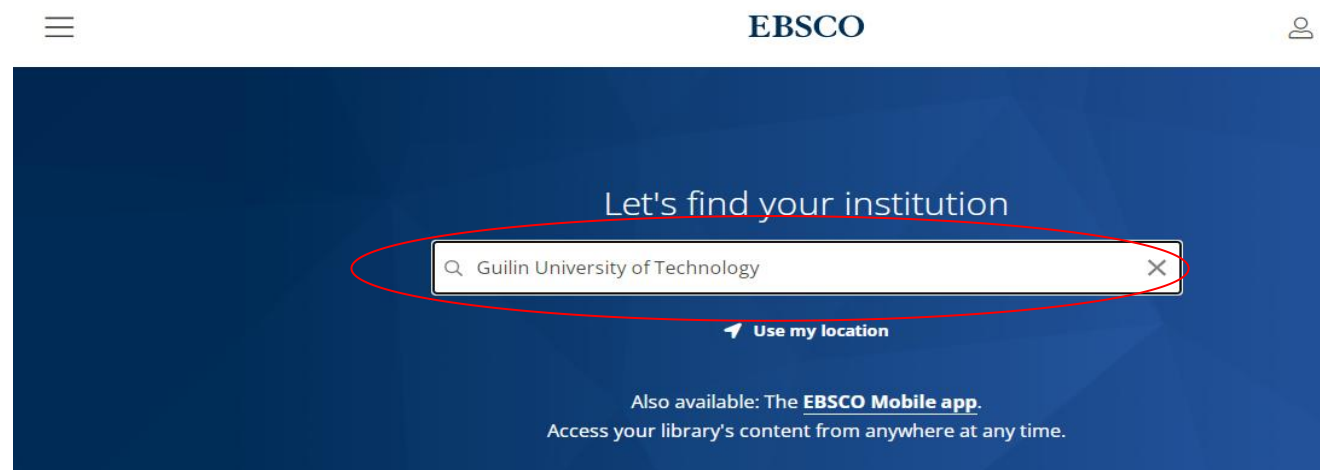 EBSCO
Let's find your institution
Guilin University of Technology
Use my location
Also available: The EBSCO Mobile app.
Access your library's content from anywhere at any time.